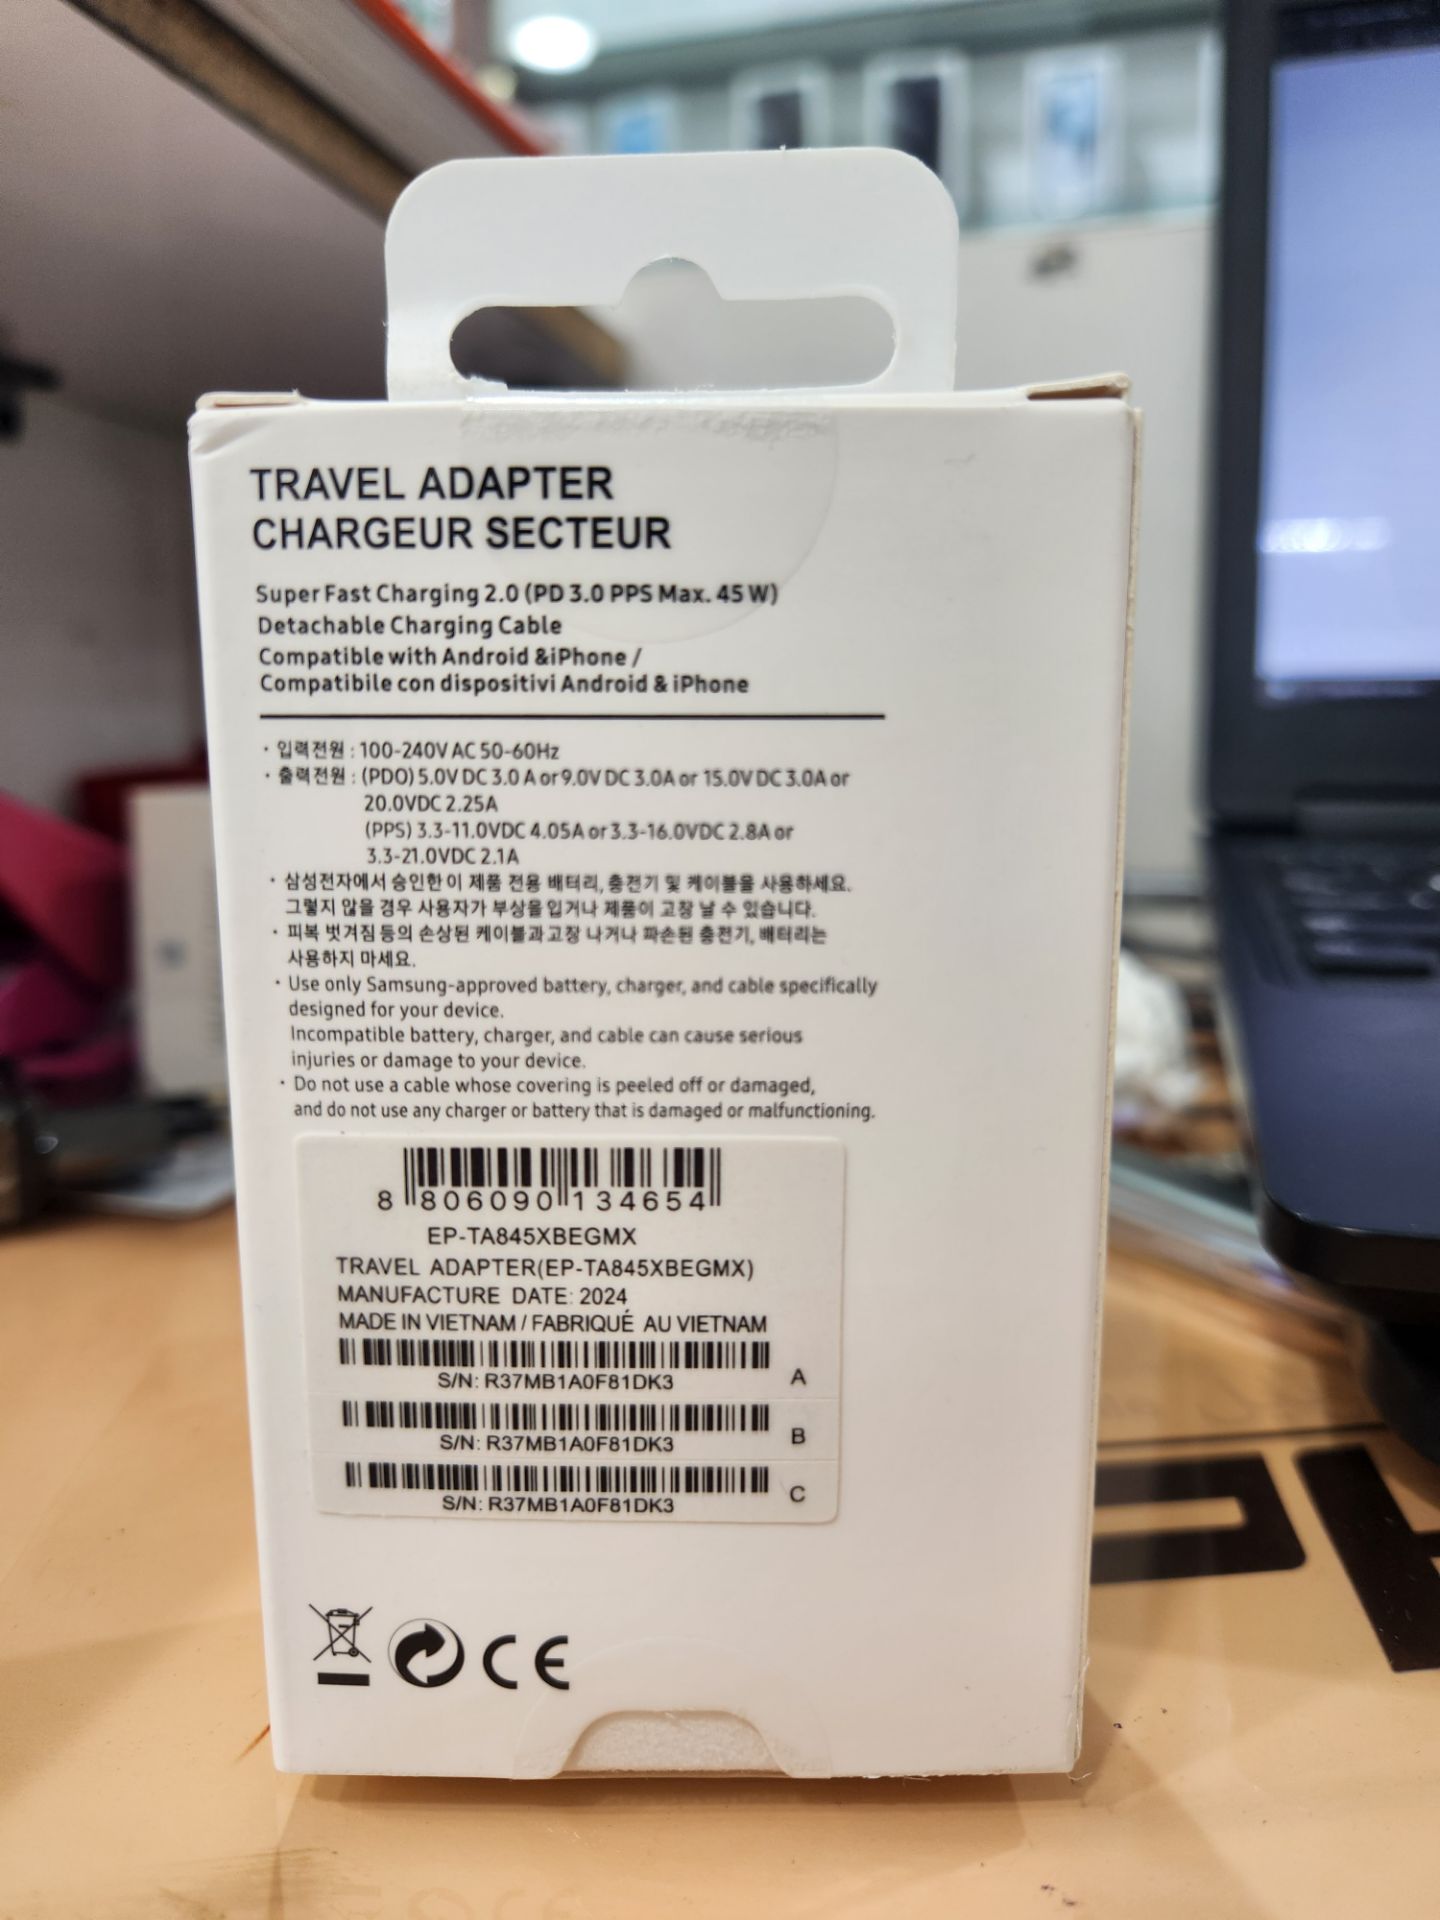 TRAVEL ADAPTER
CHARGEUR SECTEUR
Super Fast Charging 2.0 (PD 3.0 PPS Max. 45 W)
Detachable Charging Cable
Compatible with Android &iPhone /
Compatibile con dispositivi Android & iPhone
· 입력전원 : 100-240V AC 50-60Hz
· 출력전원 : (PDO) 5.0V DC 3.0 A or 9.0V DC 3.0A or 15.0V DC 3.0A or
20.0VDC 2.25A
(PPS) 3.3-11.0VDC 4.05A or 3.3-16.0VDC 2.8A or
3.3-21.0VDC 2.1A
· 삼성전자에서 승인한 이 제품 전용 배터리, 충전기 및 케이블을 사용하세요.
그렇지 않을 경우 사용자가 부상을 입거나 제품이 고장 날 수 있습니다.
· 피복 벗겨짐 등의 손상된 케이블과 고장 나거나 파손된 충전기, 배터리는
사용하지 마세요.
· Use only Samsung-approved battery, charger, and cable specifically
designed for your device.
Incompatible battery, charger, and cable can cause serious
injuries or damage to your device.
· Do not use a cable whose covering is peeled off or damaged,
and do not use any charger or battery that is damaged or malfunctioning.
8 806090 134654
EP-TA845XBEGMX
TRAVEL ADAPTER(EP-TA845XBEGMX)
MANUFACTURE DATE: 2024
MADE IN VIETNAM / FABRIQUÉ AU VIETNAM
S/N: R37MB1A0F81DK3 A
S/N: R37MB1A0F81DK3 B
S/N: R37MB1A0F81DK3 C
CE